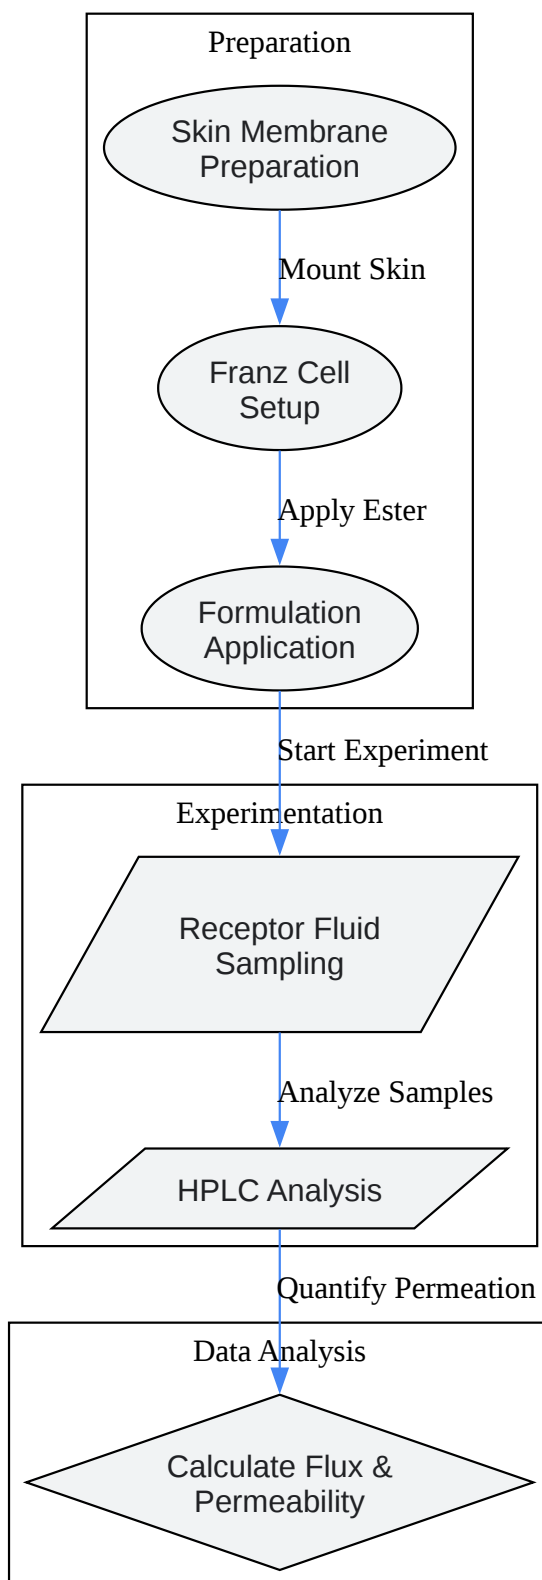 Preparation
Skin Membrane
Preparation
Mount Skin
Franz Cell
Setup
Apply Ester
Formulation
Application
Start Experiment
Experimentation
Receptor Fluid
Sampling
Analyze Samples
HPLC Analysis
Quantify Permeation
Data Analysis
Calculate Flux &
Permeability